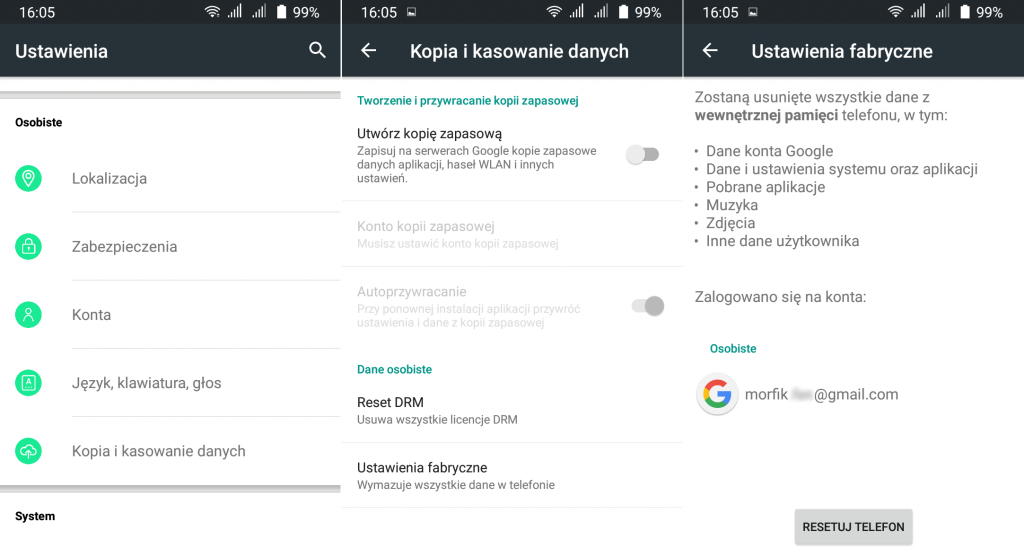 16:05
99%
Ustawienia
Osobiste
Lokalizacja
Zabezpieczenia
Konta
Język, klawiatura, głos
Kopia i kasowanie danych
System
16:05
99%
Kopia i kasowanie danych
Tworzenie i przywracanie kopii zapasowej
Utwórz kopię zapasową
Zapisuj na serwerach Google kopie zapasowe
danych aplikacji, haseł WLAN i innych
ustawień.
Konto kopii zapasowej
Musisz ustawić konto kopii zapasowej
Autoprzywracanie
Przy ponownej instalacji aplikacji przywróć
ustawienia i dane z kopii zapasowej
Dane osobiste
Reset DRM
Usuwa wszystkie licencje DRM
Ustawienia fabryczne
Wymazuje wszystkie dane w telefonie
16:05
99%
Ustawienia fabryczne
Zostaną usunięte wszystkie dane z
wewnętrznej pamięci telefonu, w tym:
• Dane konta Google
• Dane i ustawienia systemu oraz aplikacji
• Pobrane aplikacje
• Muzyka
• Zdjęcia
• Inne dane użytkownika
Zalogowano się na konta:
Osobiste
morfik @gmail.com
RESETUJ TELEFON